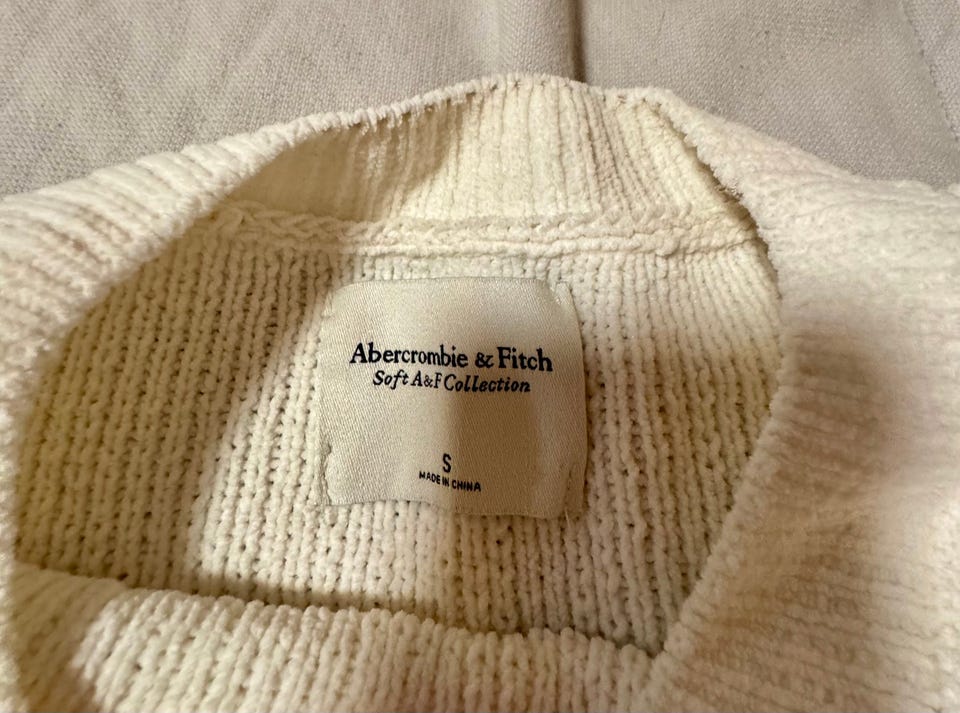 Abercrombie & Fitch
Soft A&F Collection
S
MADE IN CHINA